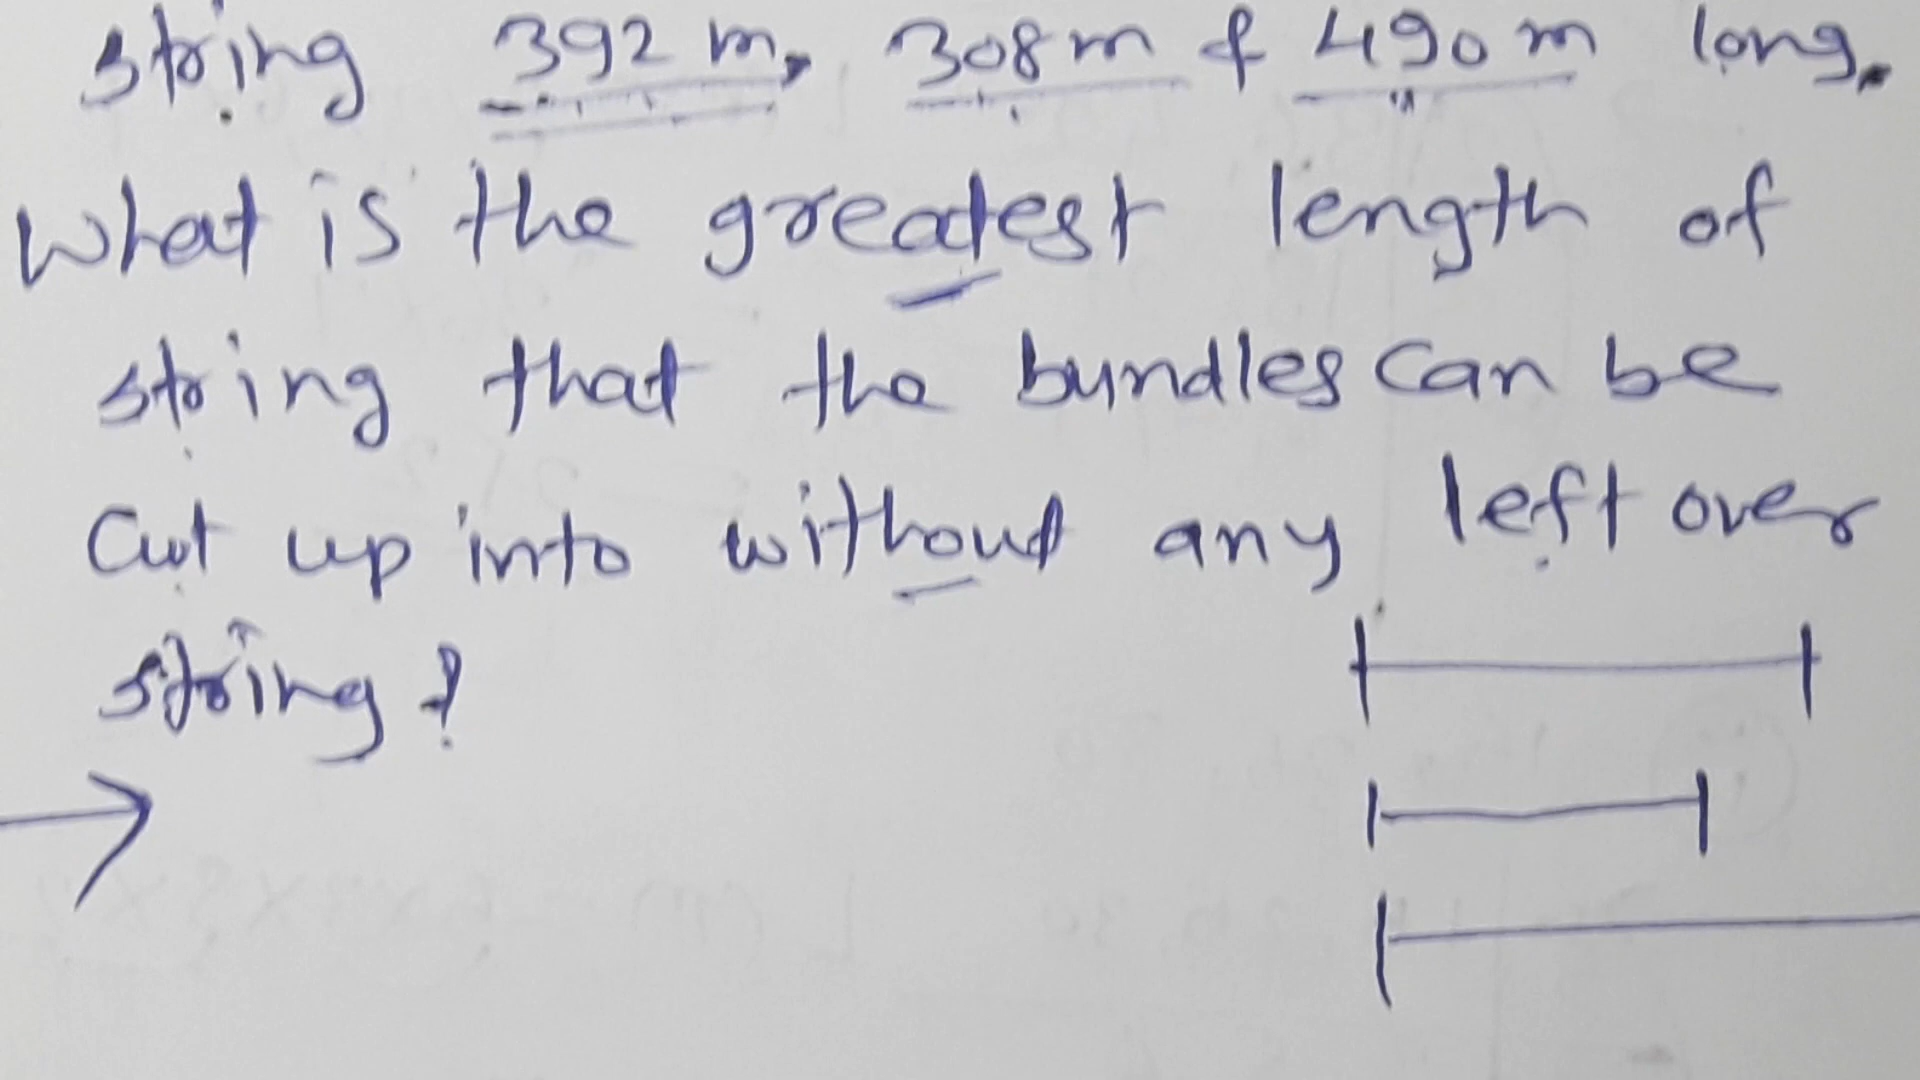 string 392 m, 308 m & 490 m long.
What is the greatest length of
string that the bundles can be
cut up into without any left over
string?